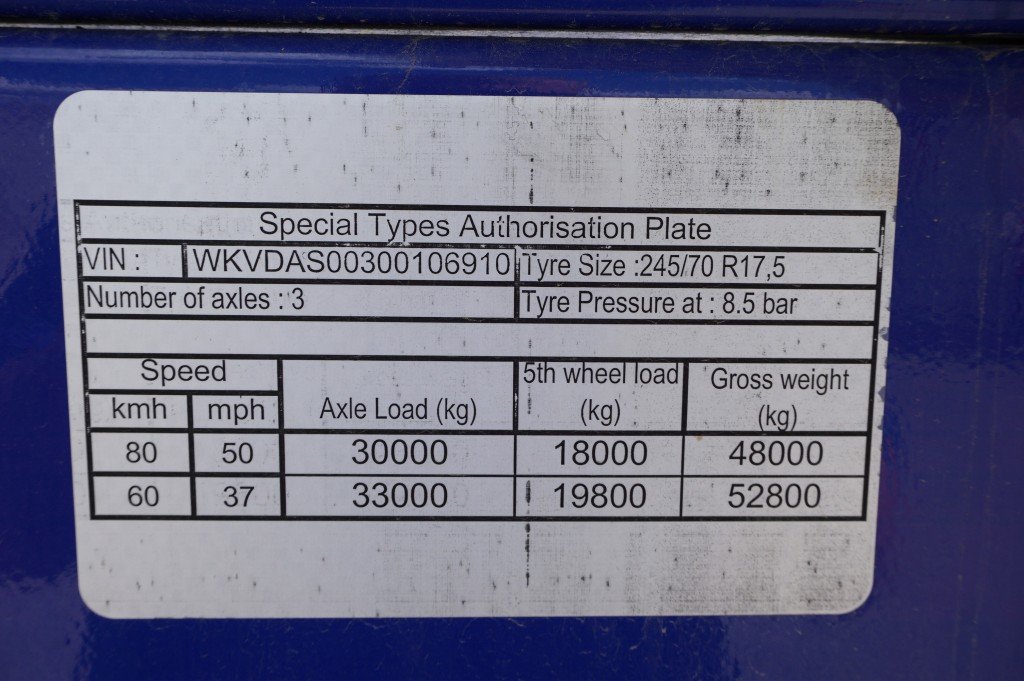 Special Types Authorisation Plate
VIN : WKVDAS00300106910 Tyre Size :245/70 R17,5
Number of axles : 3 Tyre Pressure at : 8.5 bar
Speed Axle Load (kg) 5th wheel load (kg) Gross weight (kg)
kmh mph
80 50 30000 18000 48000
60 37 33000 19800 52800